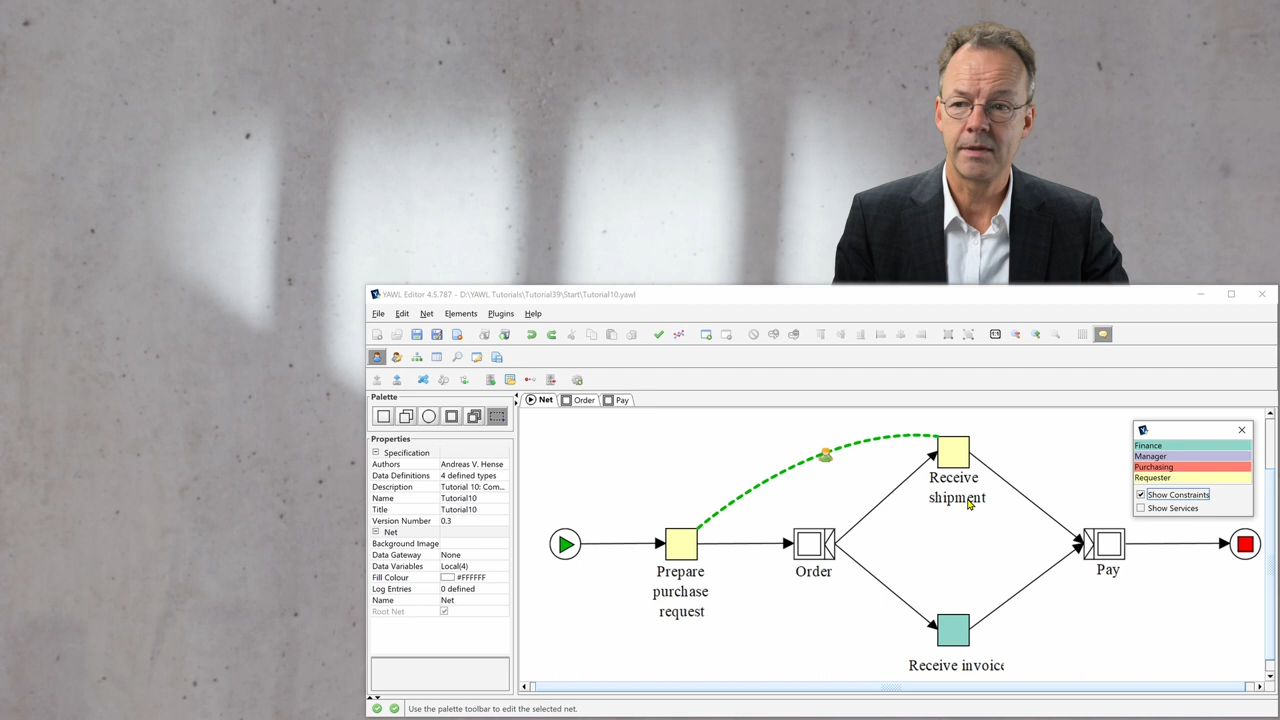 YAWL Editor 4.5.787 - D:\YAWL Tutorials\Tutorial39\Start\Tutorial10.yawl
File Edit Net Elements Plugins Help
Palette
Net Order Pay
Properties
Specification
Authors Andreas V. Hense
Data Definitions 4 defined types
Description Tutorial 10: Com...
Name Tutorial10
Title Tutorial10
Version Number 0.3
Net
Background Image
Data Gateway None
Data Variables Local(4)
Fill Colour #FFFFFF
Log Entries 0 defined
Name Net
Root Net
Receive
shipment
Prepare
purchase
request
Order
Pay
Receive invoice
Finance
Manager
Purchasing
Requester
Show Constraints
Show Services
Use the palette toolbar to edit the selected net.